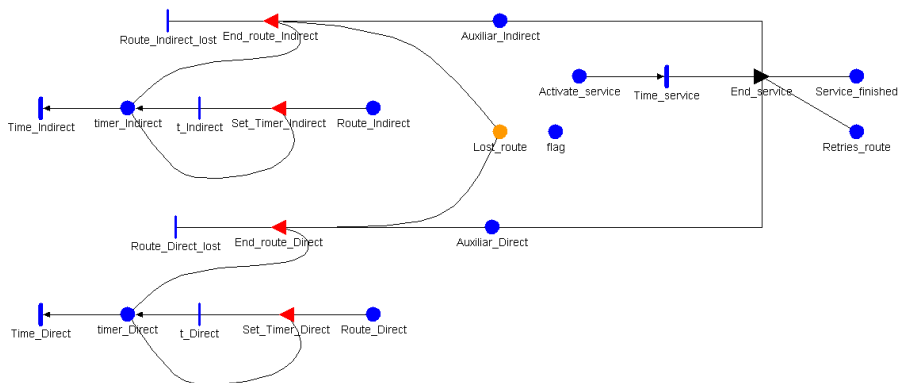 Route_Indirect_lost
End_route_Indirect
Auxiliar_Indirect
Activate_service
Time_service
End_service
Service_finished
Time_Indirect
timer_Indirect
t_Indirect
Set_Timer_Indirect
Route_Indirect
Lost_route
flag
Retries_route
Route_Direct_lost
End_route_Direct
Auxiliar_Direct
Time_Direct
timer_Direct
t_Direct
Set_Timer_Direct
Route_Direct